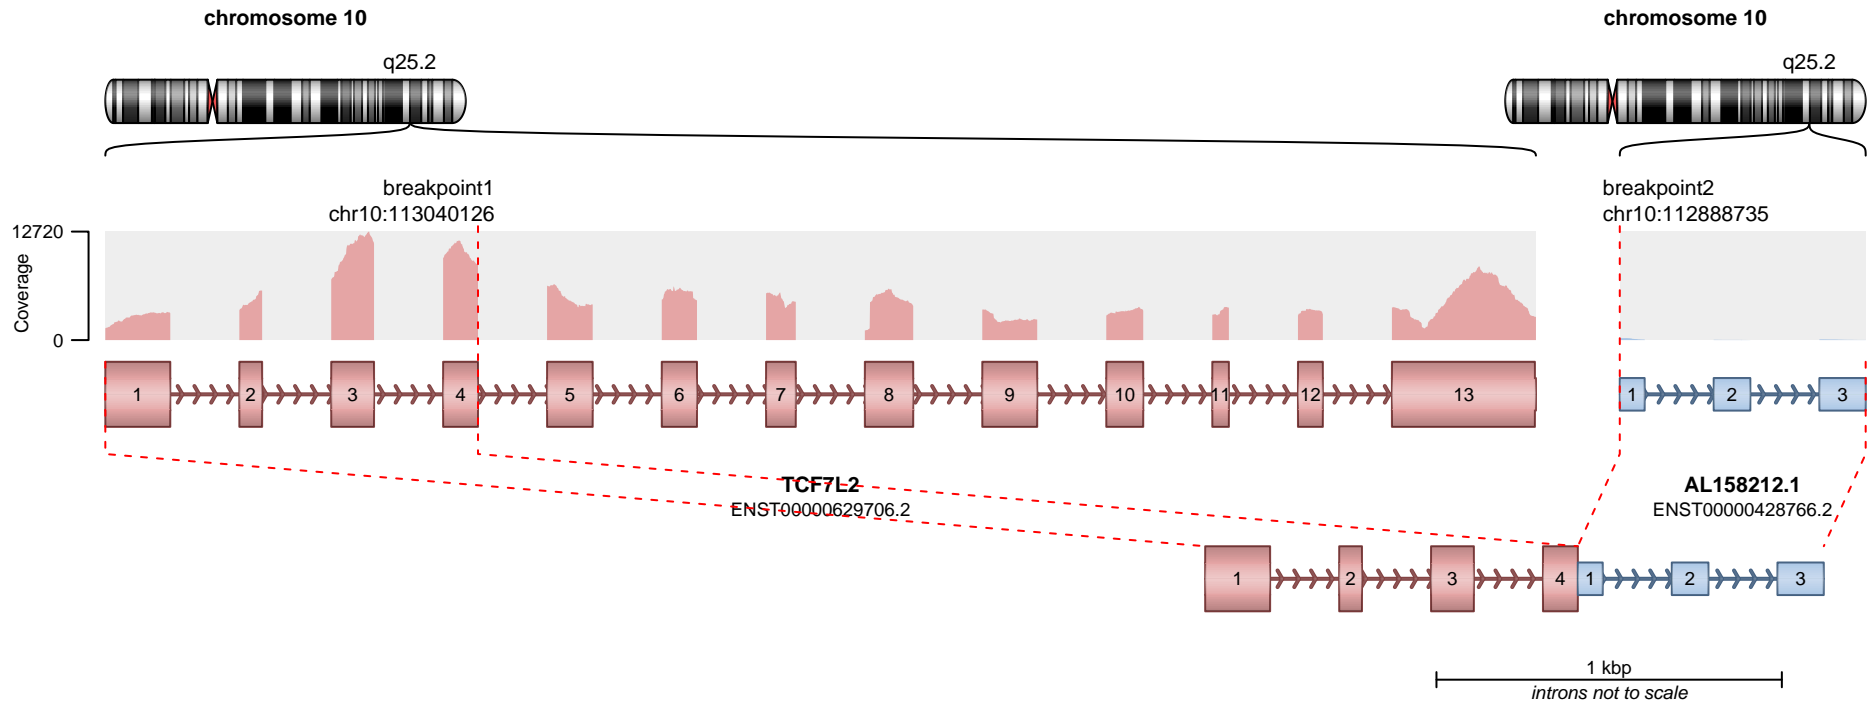 chromosome 10
chromosome 10
q25.2
q25.2
breakpoint1
chr10:113040126
breakpoint2
chr10:112888735
12720
Coverage
0
1 2 3 4 5 6 7 8 9 10 11 12 13
1 2 3
TCF7L2
ENST00000629706.2
AL158212.1
ENST00000428766.2
1 2 3 4 1 2 3
1 kbp
introns not to scale